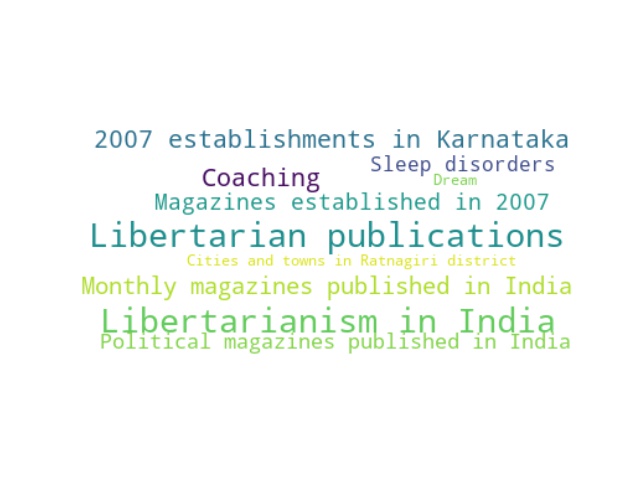 2007 establishments in Karnataka
Sleep disorders
Coaching
Dream
Magazines established in 2007
Libertarian publications
Cities and towns in Ratnagiri district
Monthly magazines published in India
Libertarianism in India
Political magazines published in India